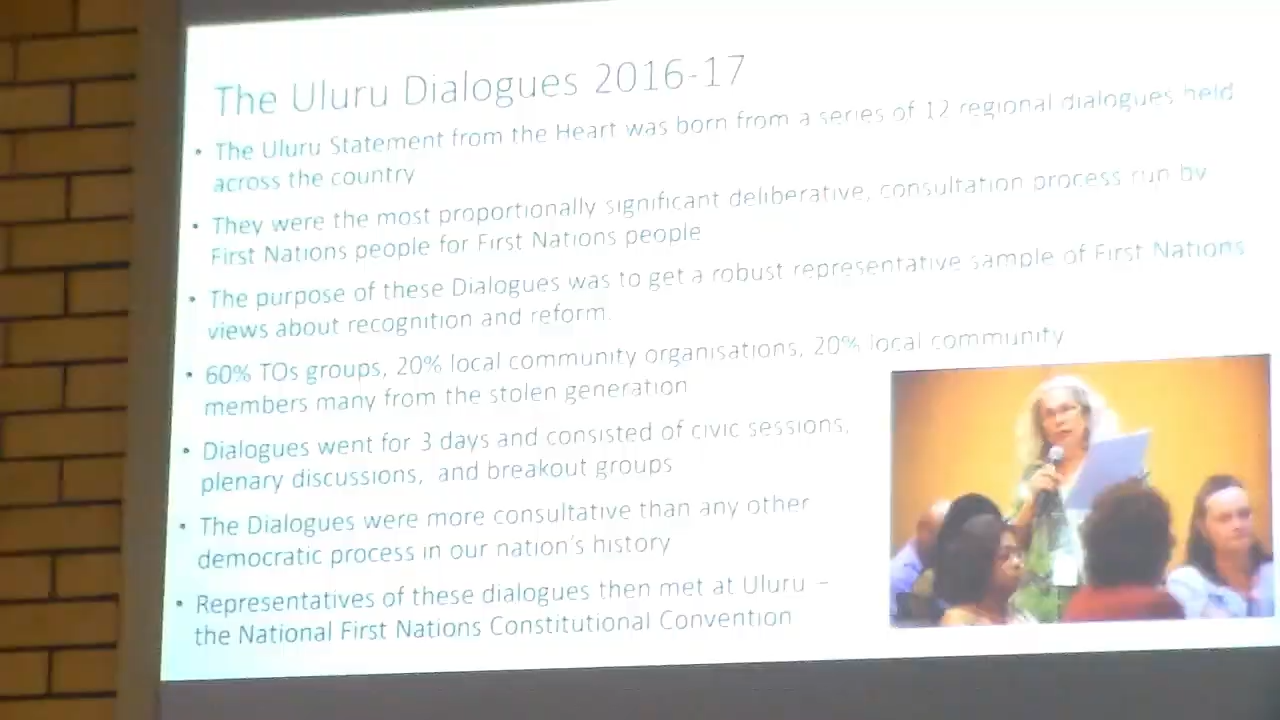 The Uluru Dialogues 2016-17
• The Uluru Statement from the Heart was born from a series of 12 regional dialogues held
across the country
• They were the most proportionally significant deliberative, consultation process run by
First Nations people for First Nations people
• The purpose of these Dialogues was to get a robust representative sample of First Nations
views about recognition and reform.
• 60% TOs groups, 20% local community organisations, 20% local community
members many from the stolen generation
• Dialogues went for 3 days and consisted of civic sessions,
plenary discussions, and breakout groups
• The Dialogues were more consultative than any other
democratic process in our nation's history
• Representatives of these dialogues then met at Uluru –
the National First Nations Constitutional Convention